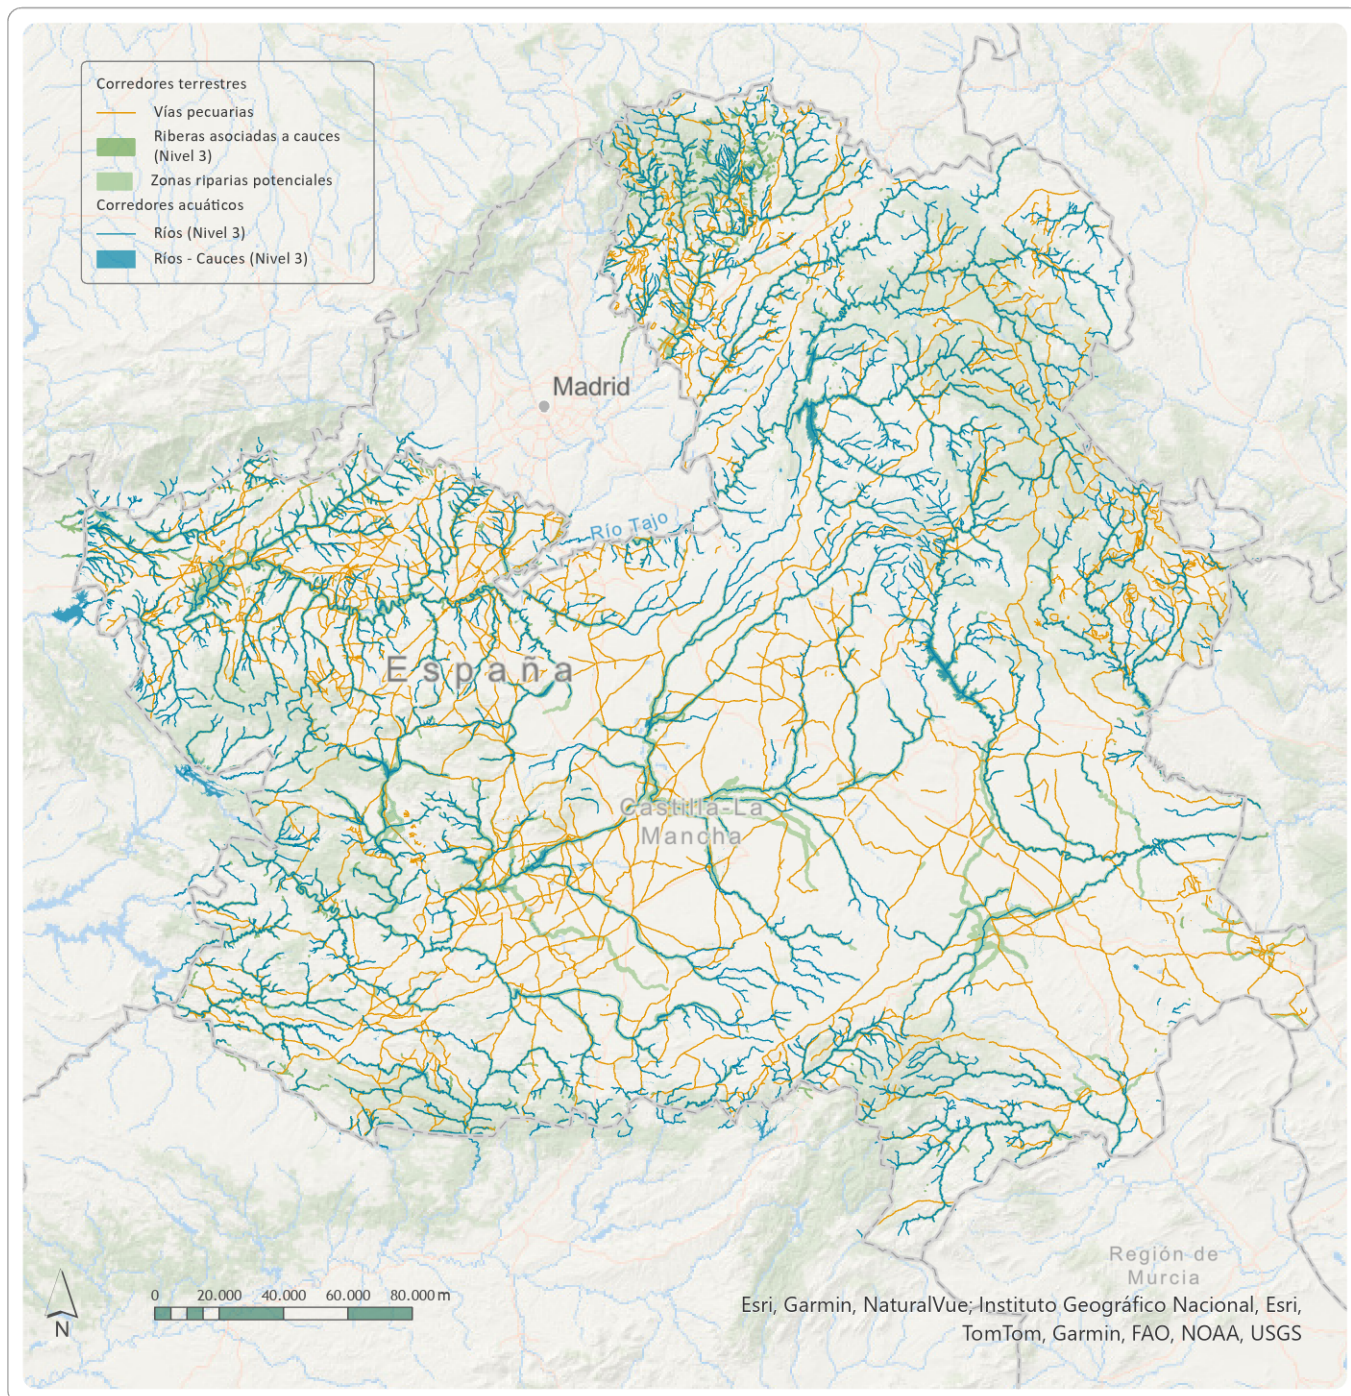 Corredores terrestres
Vías pecuarias
Riberas asociadas a cauces
(Nivel 3)
Zonas riparias potenciales
Corredores acuáticos
Ríos (Nivel 3)
Ríos - Cauces (Nivel 3)
Madrid
Río Tajo
España
Castilla-La
Mancha
Región de
Murcia
0 20.000 40.000 60.000 80.000 m
N
Esri, Garmin, NaturalVue; Instituto Geográfico Nacional, Esri,
TomTom, Garmin, FAO, NOAA, USGS